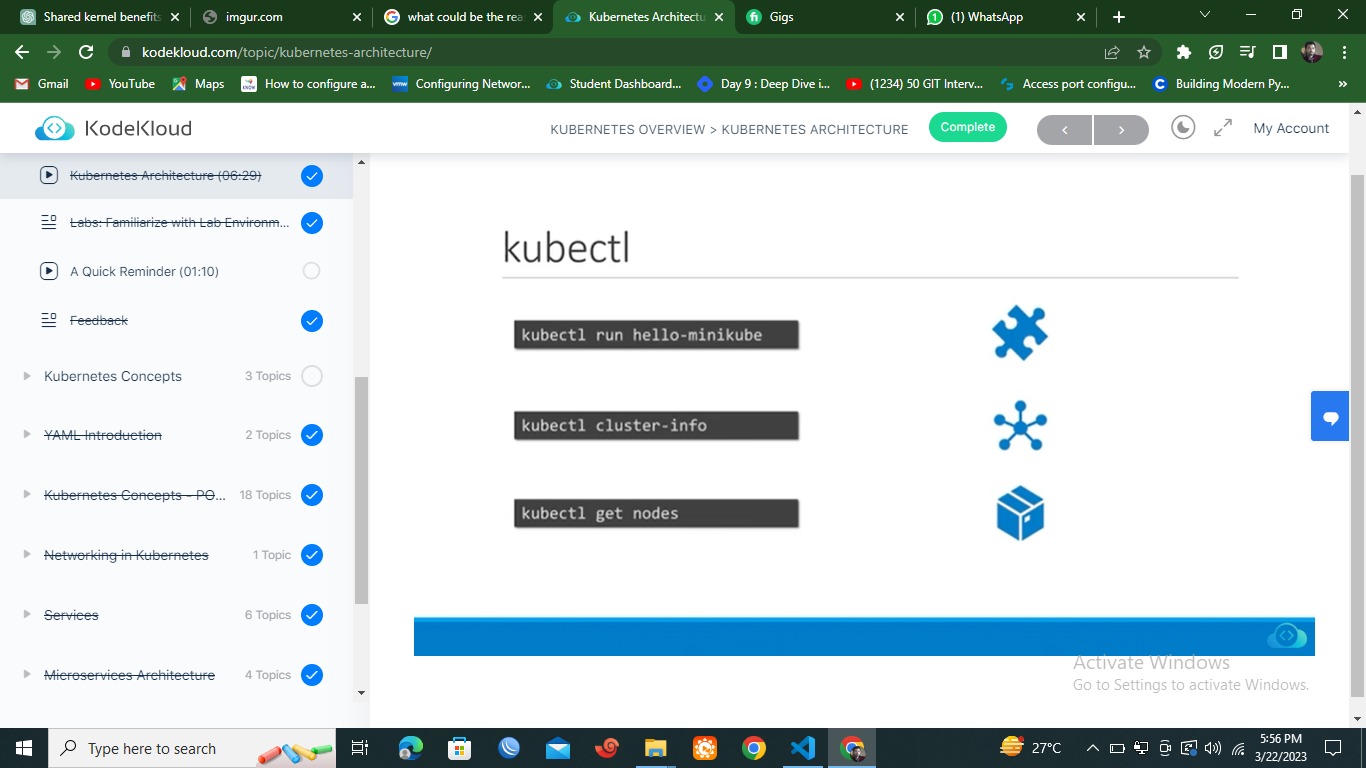 Shared kernel benefits
imgur.com
what could be the rea
Kubernetes Architectu
Gigs
(1) WhatsApp
kodekloud.com/topic/kubernetes-architecture/
Gmail
YouTube
Maps
How to configure a...
Configuring Networ...
Student Dashboard...
Day 9 : Deep Dive i...
(1234) 50 GIT Interv...
Access port configu...
Building Modern Py...
»
KodeKloud
KUBERNETES OVERVIEW > KUBERNETES ARCHITECTURE
Complete
My Account
Kubernetes Architecture (06:29)
Labs: Familiarize with Lab Environm...
A Quick Reminder (01:10)
Feedback
Kubernetes Concepts 3 Topics
YAML Introduction 2 Topics
Kubernetes Concepts - PO... 18 Topics
Networking in Kubernetes 1 Topic
Services 6 Topics
Microservices Architecture 4 Topics
kubectl
kubectl run hello-minikube
kubectl cluster-info
kubectl get nodes
Activate Windows
Go to Settings to activate Windows.
Type here to search
27°C
5:56 PM
3/22/2023